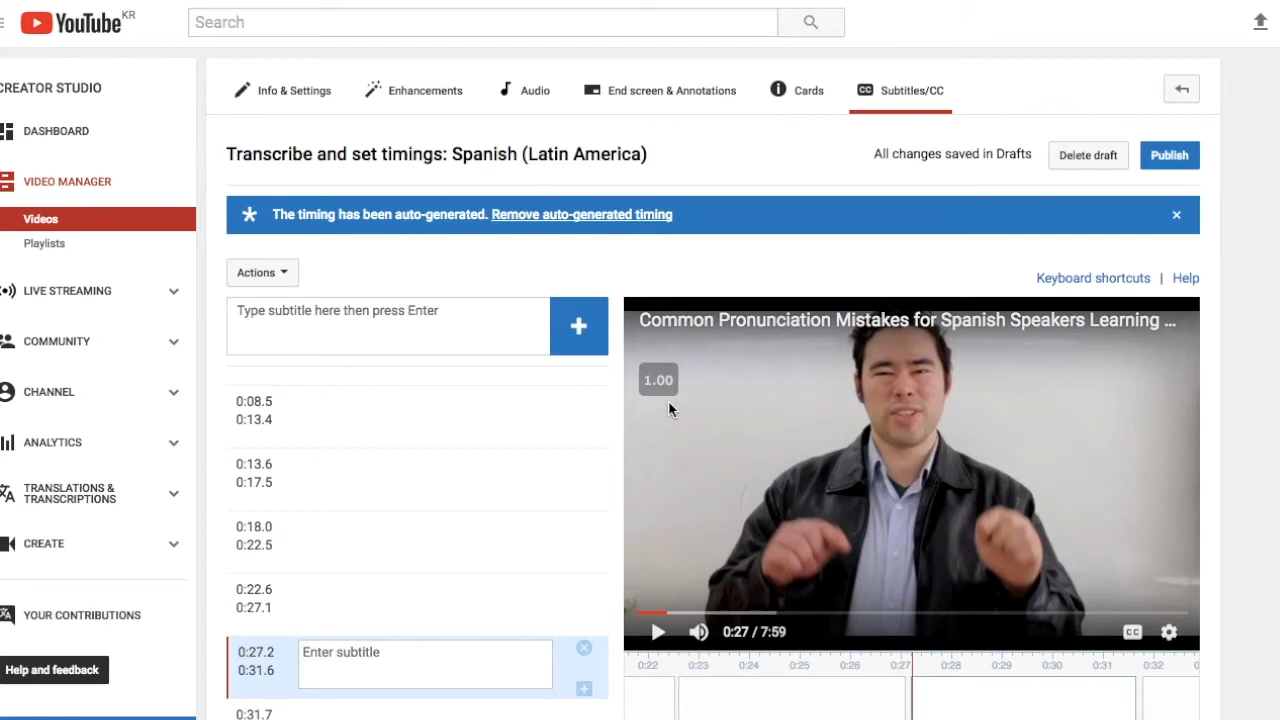 YouTube KR
Search
CREATOR STUDIO
DASHBOARD
VIDEO MANAGER
Videos
Playlists
LIVE STREAMING
COMMUNITY
CHANNEL
ANALYTICS
TRANSLATIONS &
TRANSCRIPTIONS
CREATE
YOUR CONTRIBUTIONS
Help and feedback
Info & Settings
Enhancements
Audio
End screen & Annotations
Cards
CC Subtitles/CC
Transcribe and set timings: Spanish (Latin America)
All changes saved in Drafts
Delete draft
Publish
The timing has been auto-generated. Remove auto-generated timing
Actions
Keyboard shortcuts | Help
Type subtitle here then press Enter
0:08.5
0:13.4
0:13.6
0:17.5
0:18.0
0:22.5
0:22.6
0:27.1
0:27.2
0:31.6
Enter subtitle
0:31.7
Common Pronunciation Mistakes for Spanish Speakers Learning ...
1.00
0:27 / 7:59
CC
0:22 0:23 0:24 0:25 0:26 0:27 0:28 0:29 0:30 0:31 0:32